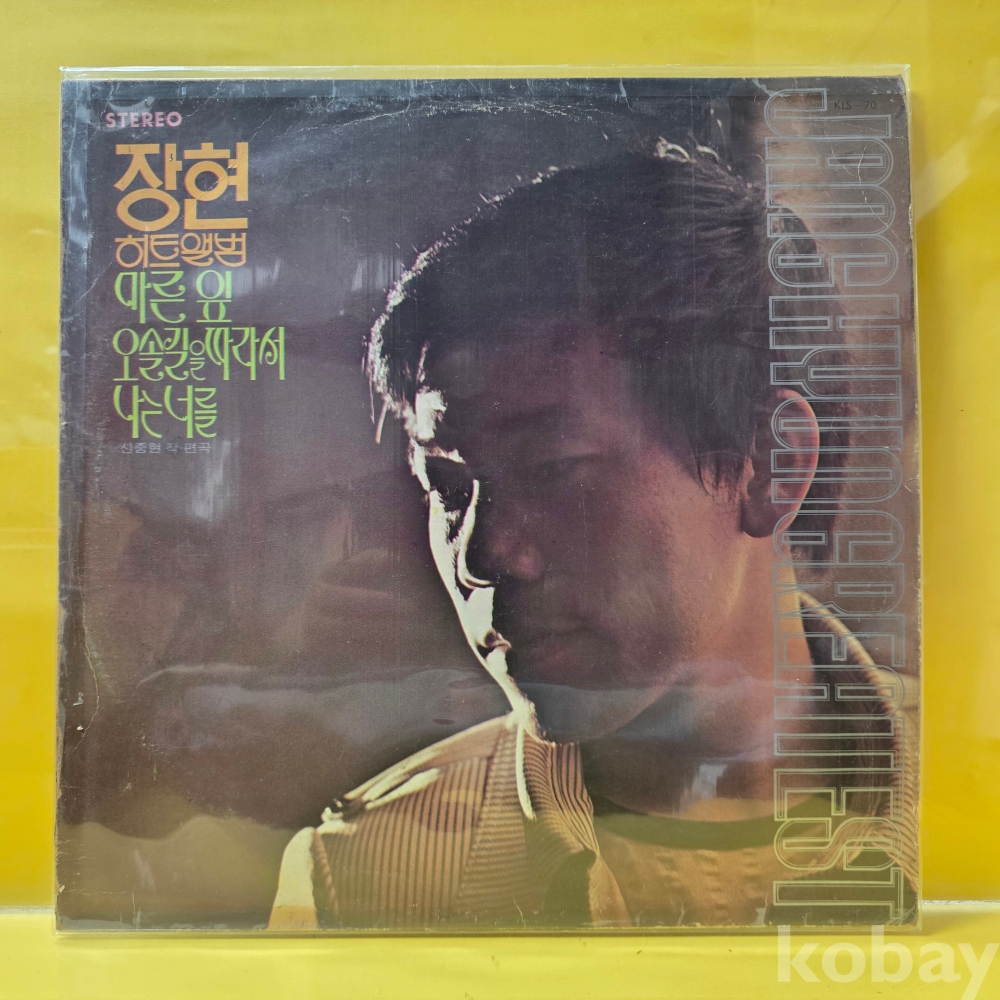 STEREO
KLS-70
장현
히트앨범
마른 잎
오솔길을 따라서
나는 너를
신중현 작·편곡
JANGHYUN GREATEST
kobay